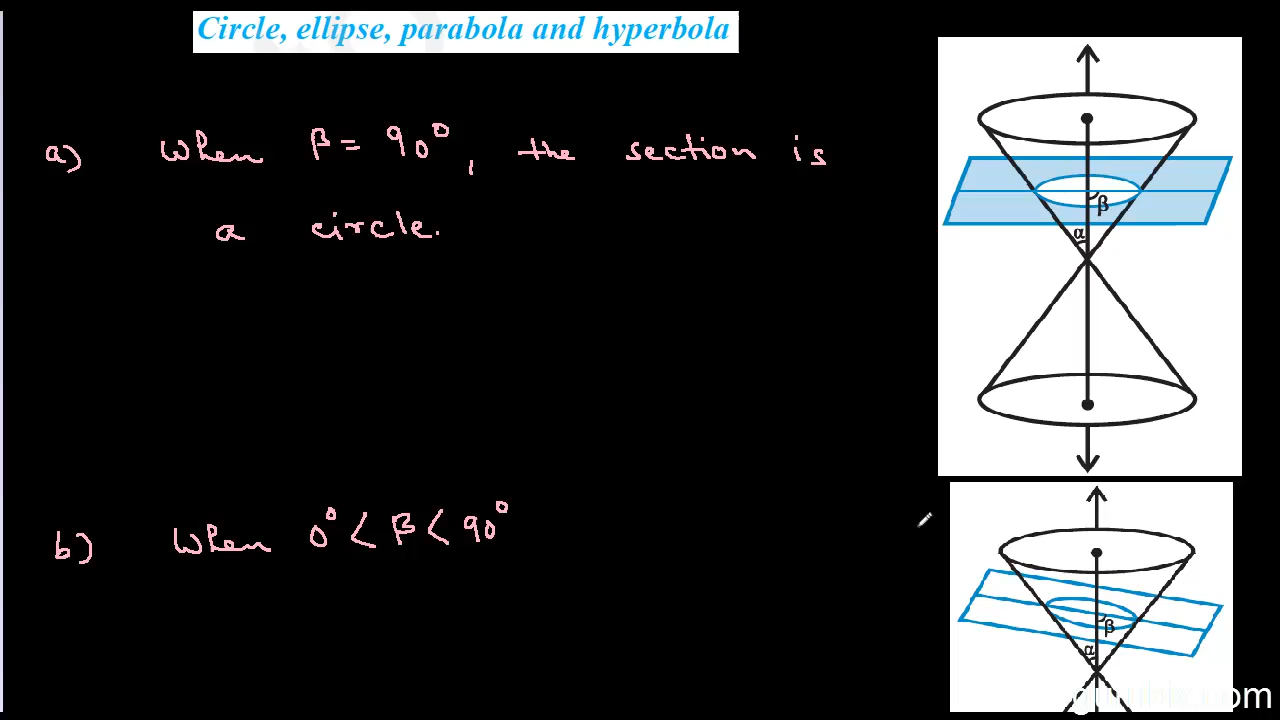 Circle, ellipse, parabola and hyperbola
a) When β = 90°, the section is
a circle.
β
α
b) When 0° < β < 90°
β
α